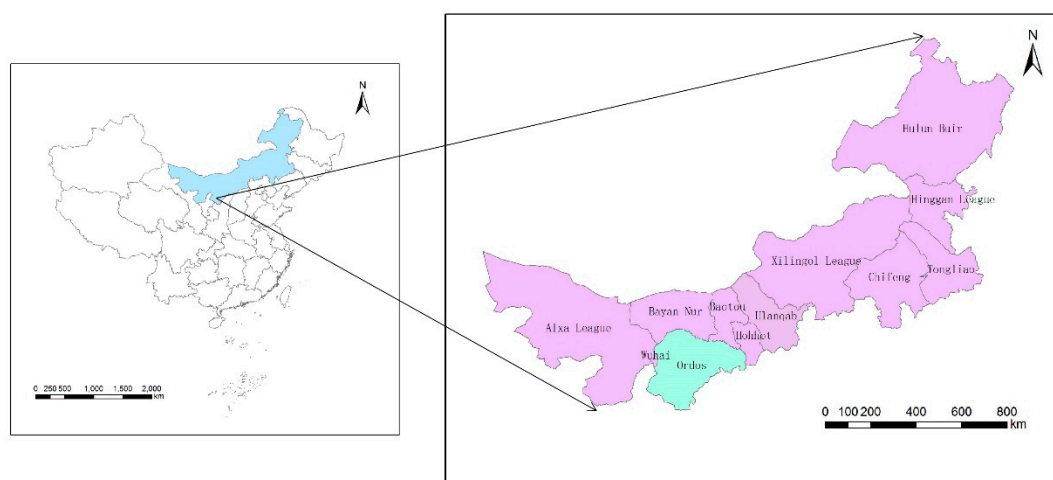 N
0 250 500 1,000 1,500 2,000
km
N
Hulun Buir
Hinggan League
Xilingol League
Chifeng
Tongliao
Alxa League
Bayan Nur
Baotou
Ulanqab
Hohhot
Wuhai
Ordos
0 100 200 400 600 800
km